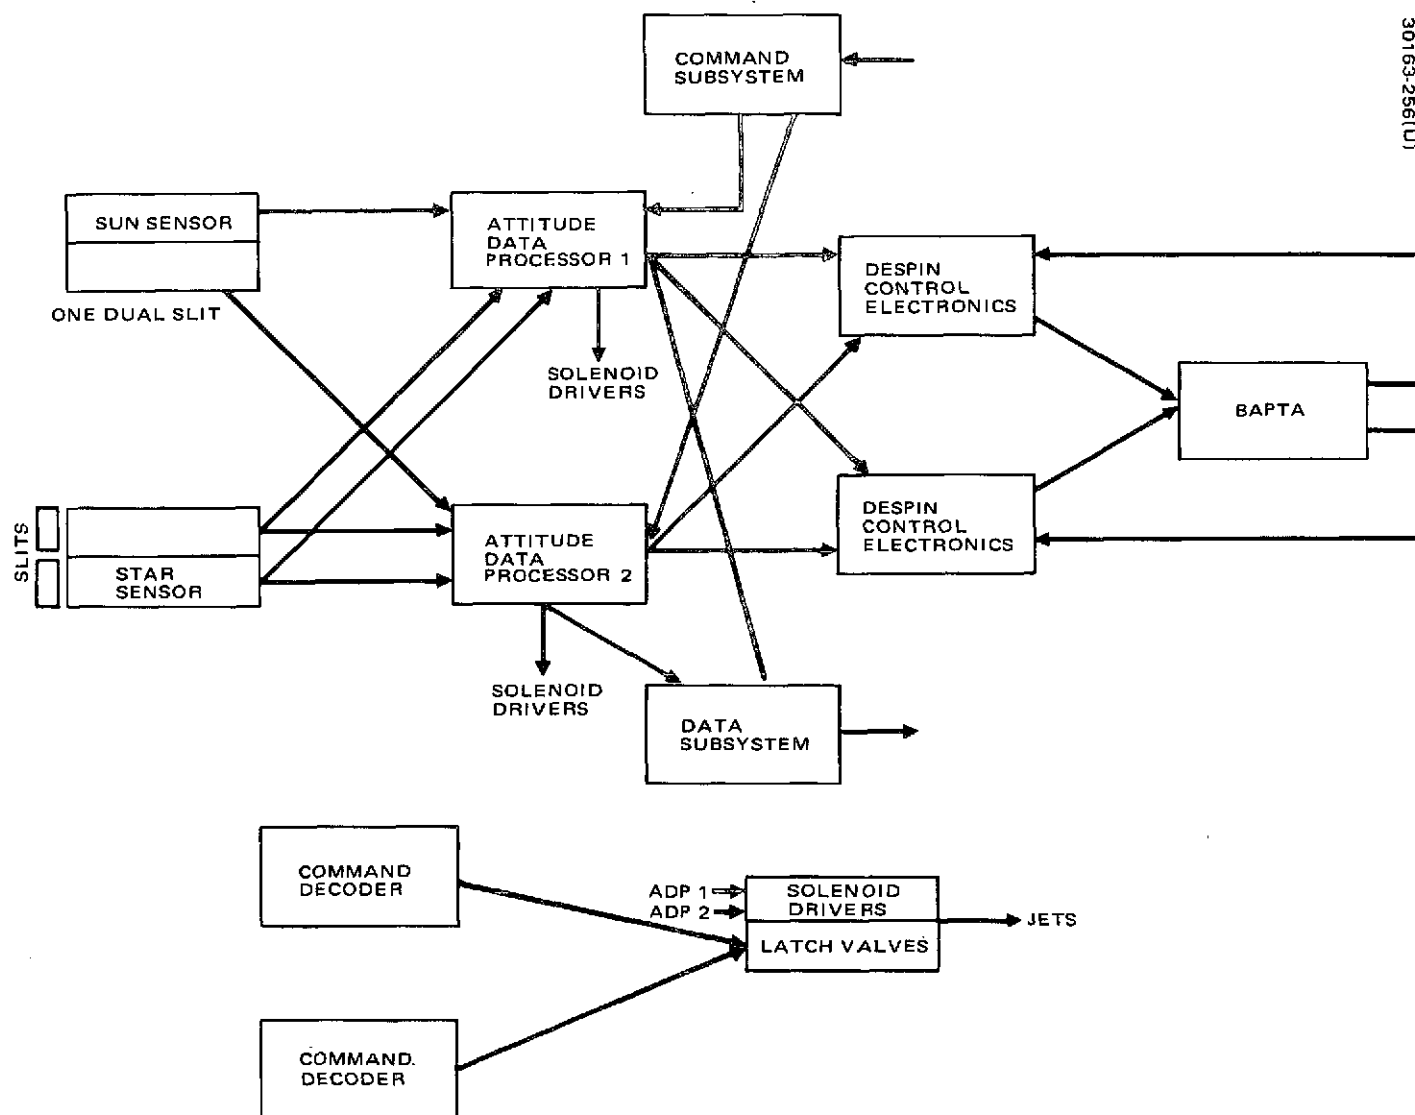 30163-256(U)
COMMAND
SUBSYSTEM
SUN SENSOR
ONE DUAL SLIT
ATTITUDE
DATA
PROCESSOR 1
SOLENOID
DRIVERS
DESPIN
CONTROL
ELECTRONICS
BAPTA
SLITS
STAR
SENSOR
ATTITUDE
DATA
PROCESSOR 2
DESPIN
CONTROL
ELECTRONICS
SOLENOID
DRIVERS
DATA
SUBSYSTEM
COMMAND
DECODER
ADP 1
ADP 2
SOLENOID
DRIVERS
LATCH VALVES
JETS
COMMAND.
DECODER